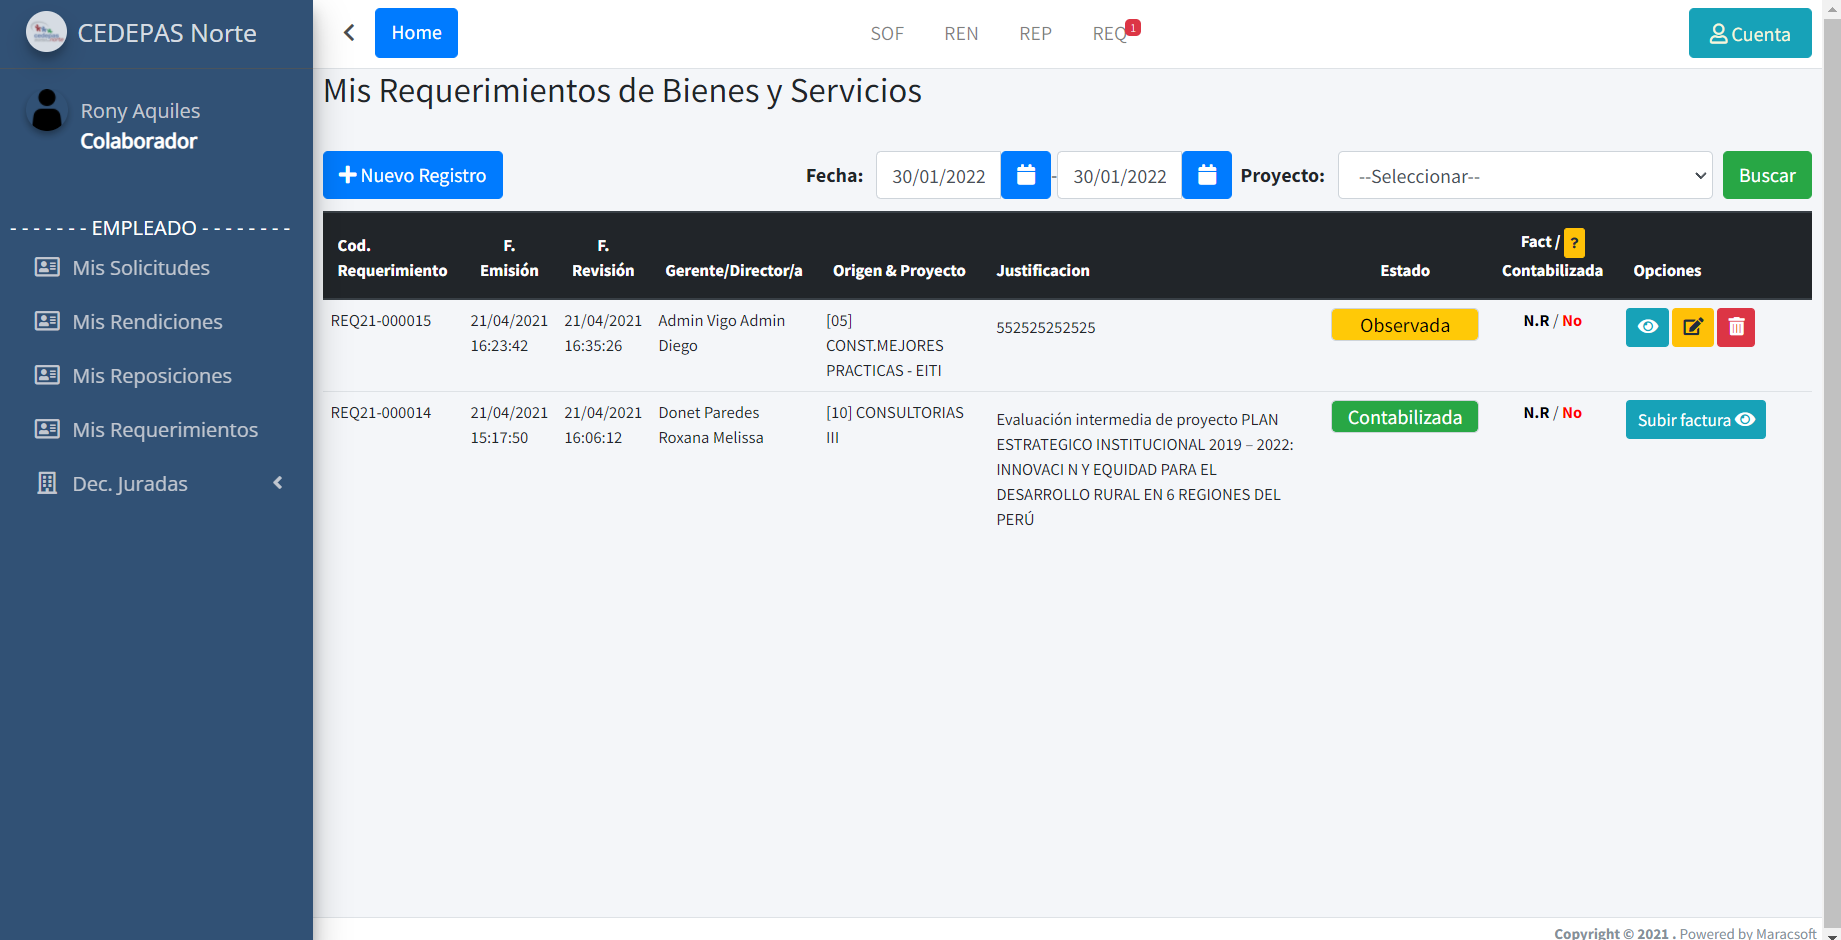 CEDEPAS Norte
Home
SOF
REN
REP
REQ
1
Cuenta
Rony Aquiles
Colaborador
- - - - - - - EMPLEADO - - - - - - - -
Mis Solicitudes
Mis Rendiciones
Mis Reposiciones
Mis Requerimientos
Dec. Juradas
Mis Requerimientos de Bienes y Servicios
Nuevo Registro
Fecha:
30/01/2022
-
30/01/2022
Proyecto:
--Seleccionar--
Buscar
Cod.
Requerimiento
F.
Emisión
F.
Revisión
Gerente/Director/a
Origen & Proyecto
Justificacion
Estado
Fact / ?
Contabilizada
Opciones
REQ21-000015
21/04/2021
16:23:42
21/04/2021
16:35:26
Admin Vigo Admin
Diego
[05]
CONST.MEJORES
PRACTICAS - EITI
552525252525
Observada
N.R / No
REQ21-000014
21/04/2021
15:17:50
21/04/2021
16:06:12
Donet Paredes
Roxana Melissa
[10] CONSULTORIAS
III
Evaluación intermedia de proyecto PLAN
ESTRATEGICO INSTITUCIONAL 2019 – 2022:
INNOVACI N Y EQUIDAD PARA EL
DESARROLLO RURAL EN 6 REGIONES DEL
PERÚ
Contabilizada
N.R / No
Subir factura
Copyright © 2021 . Powered by Maracsoft